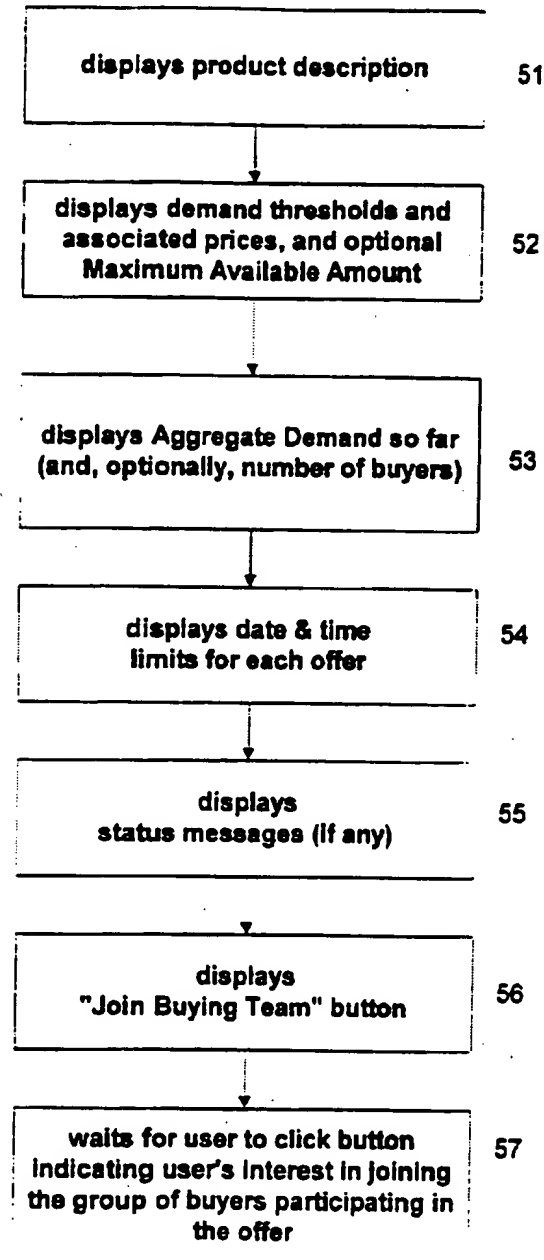 displays product description
51
displays demand thresholds and
associated prices, and optional
Maximum Available Amount
52
displays Aggregate Demand so far
(and, optionally, number of buyers)
53
displays date & time
limits for each offer
54
displays
status messages (if any)
55
displays
"Join Buying Team" button
56
waits for user to click button
indicating user's interest in joining
the group of buyers participating in
the offer
57